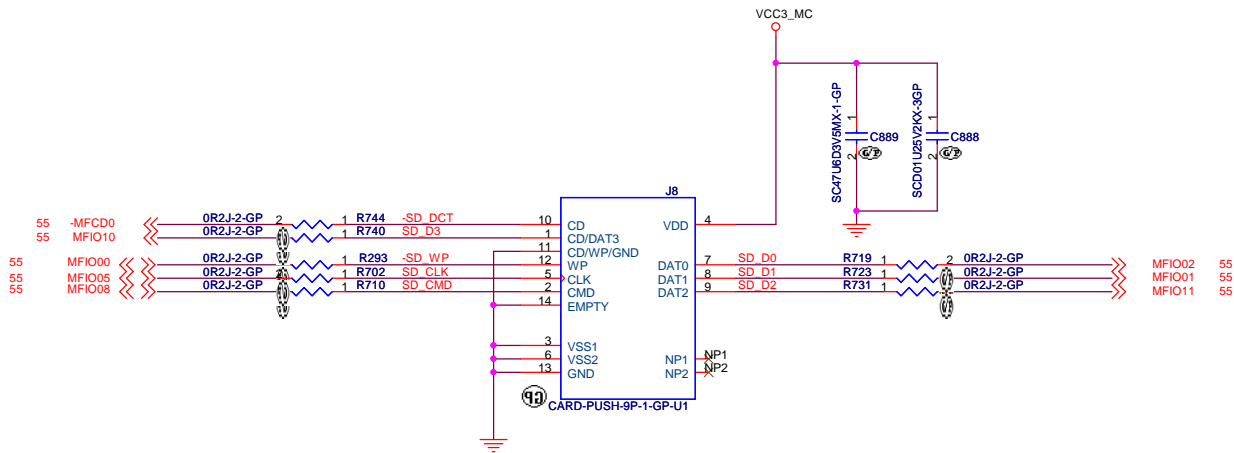 VCC3_MC
SC47U6D3V5MX-1-GP
1
C889
2
G/P
SCD01U25V2KX-3GP
1
C888
2
G/P
J8
55 -MFCD0 0R2J-2-GP 2 1 R744 -SD_DCT 10 CD VDD 4
55 MFIO10 0R2J-2-GP 1 R740 SD_D3 1 CD/DAT3
11 CD/WP/GND
55 MFIO00 0R2J-2-GP 1 R293 -SD_WP 12 WP DAT0 7 SD_D0 R719 1 2 0R2J-2-GP MFIO02 55
55 MFIO05 0R2J-2-GP 1 R702 SD_CLK 5 CLK DAT1 8 SD_D1 R723 1 0R2J-2-GP MFIO01 55
55 MFIO08 0R2J-2-GP 1 R710 SD_CMD 2 CMD DAT2 9 SD_D2 R731 1 0R2J-2-GP MFIO11 55
14 EMPTY
3 VSS1
6 VSS2 NP1 NP1
13 GND NP2 NP2
CARD-PUSH-9P-1-GP-U1